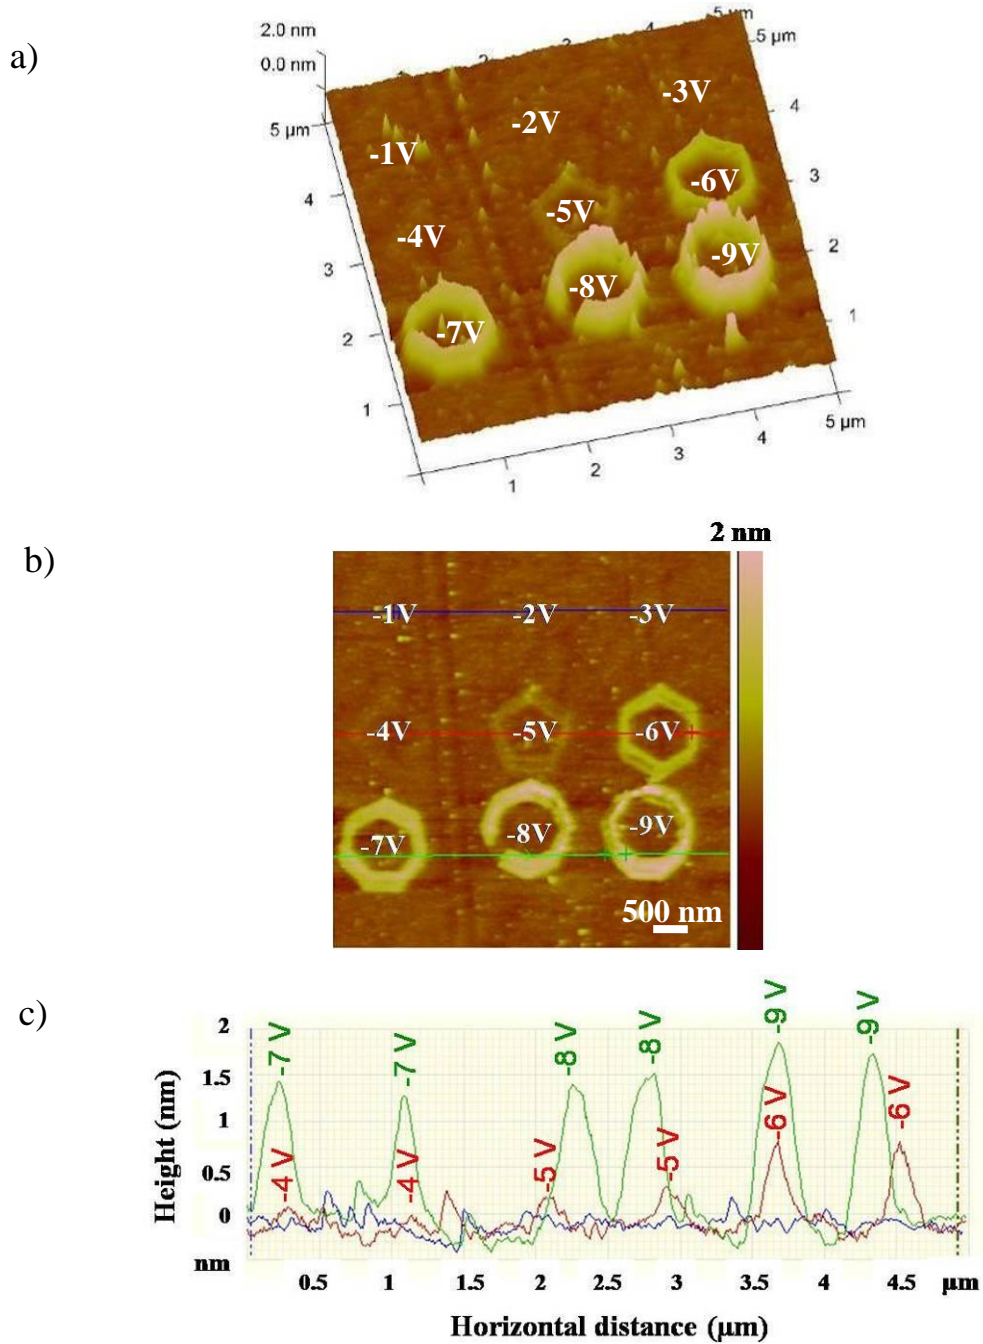 a)
2.0 nm
0.0 nm
5 µm
4
3
2
1
1
2
3
4
5 µm
5 µm
4
3
2
1
1
2
3
4
5 µm
-1V
-2V
-3V
-4V
-5V
-6V
-7V
-8V
-9V
b)
2 nm
-1V
-2V
-3V
-4V
-5V
-6V
-7V
-8V
-9V
500 nm
c)
Height (nm)
2
1.5
1
0.5
0
nm
-7 V
-7 V
-8 V
-8 V
-9 V
-9 V
-4 V
-4 V
-5 V
-5 V
-6 V
-6 V
0.5
1
1.5
2
2.5
3
3.5
4
4.5
µm
Horizontal distance (µm)